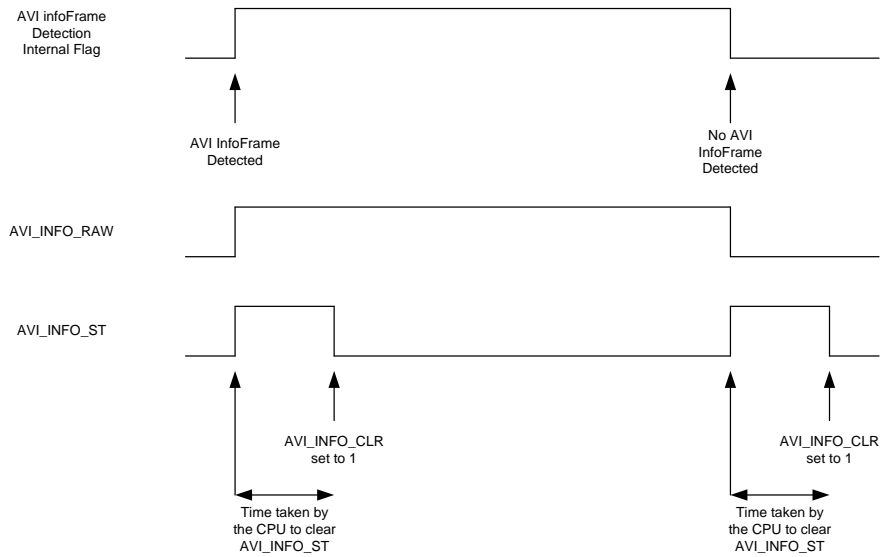 AVI infoFrame
Detection
Internal Flag
AVI InfoFrame
Detected
No AVI
InfoFrame
Detected
AVI_INFO_RAW
AVI_INFO_ST
AVI_INFO_CLR
set to 1
AVI_INFO_CLR
set to 1
Time taken by
the CPU to clear
AVI_INFO_ST
Time taken by
the CPU to clear
AVI_INFO_ST